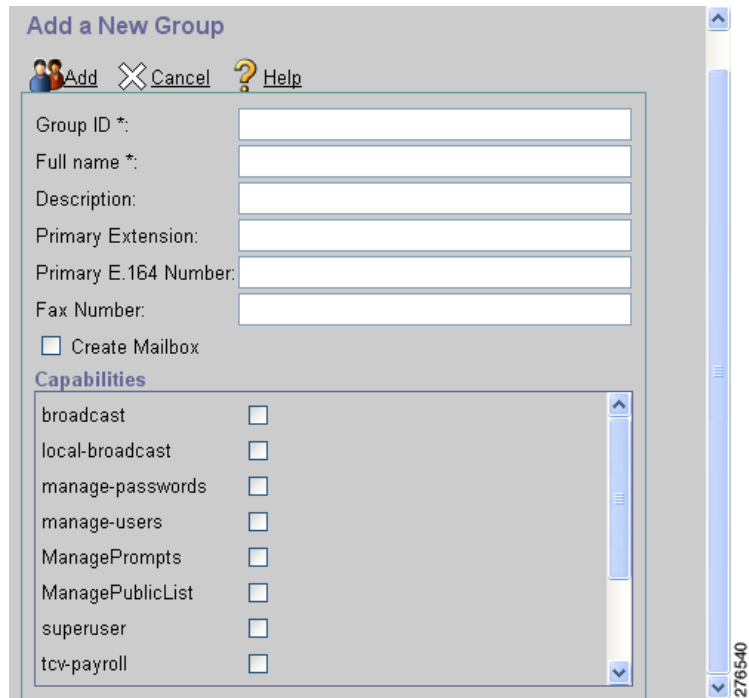 Add a New Group
Add Cancel Help
Group ID *:
Full name *:
Description:
Primary Extension:
Primary E.164 Number:
Fax Number:
Create Mailbox
Capabilities
broadcast
local-broadcast
manage-passwords
manage-users
ManagePrompts
ManagePublicList
superuser
tcv-payroll
276540